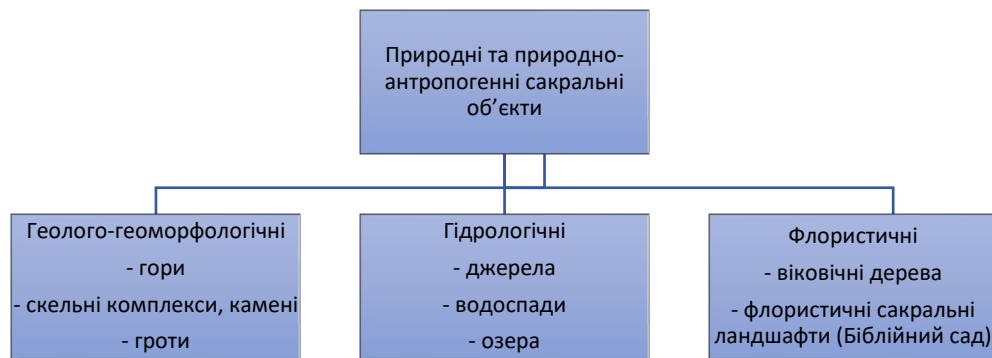 Природні та природно-
антропогенні сакральні
об’єкти
Геолого-геоморфологічні
- гори
- скельні комплекси, камені
- гроти
Гідрологічні
- джерела
- водоспади
- озера
Флористичні
- віковічні дерева
- флористичні сакральні
ландшафти (Біблійний сад)